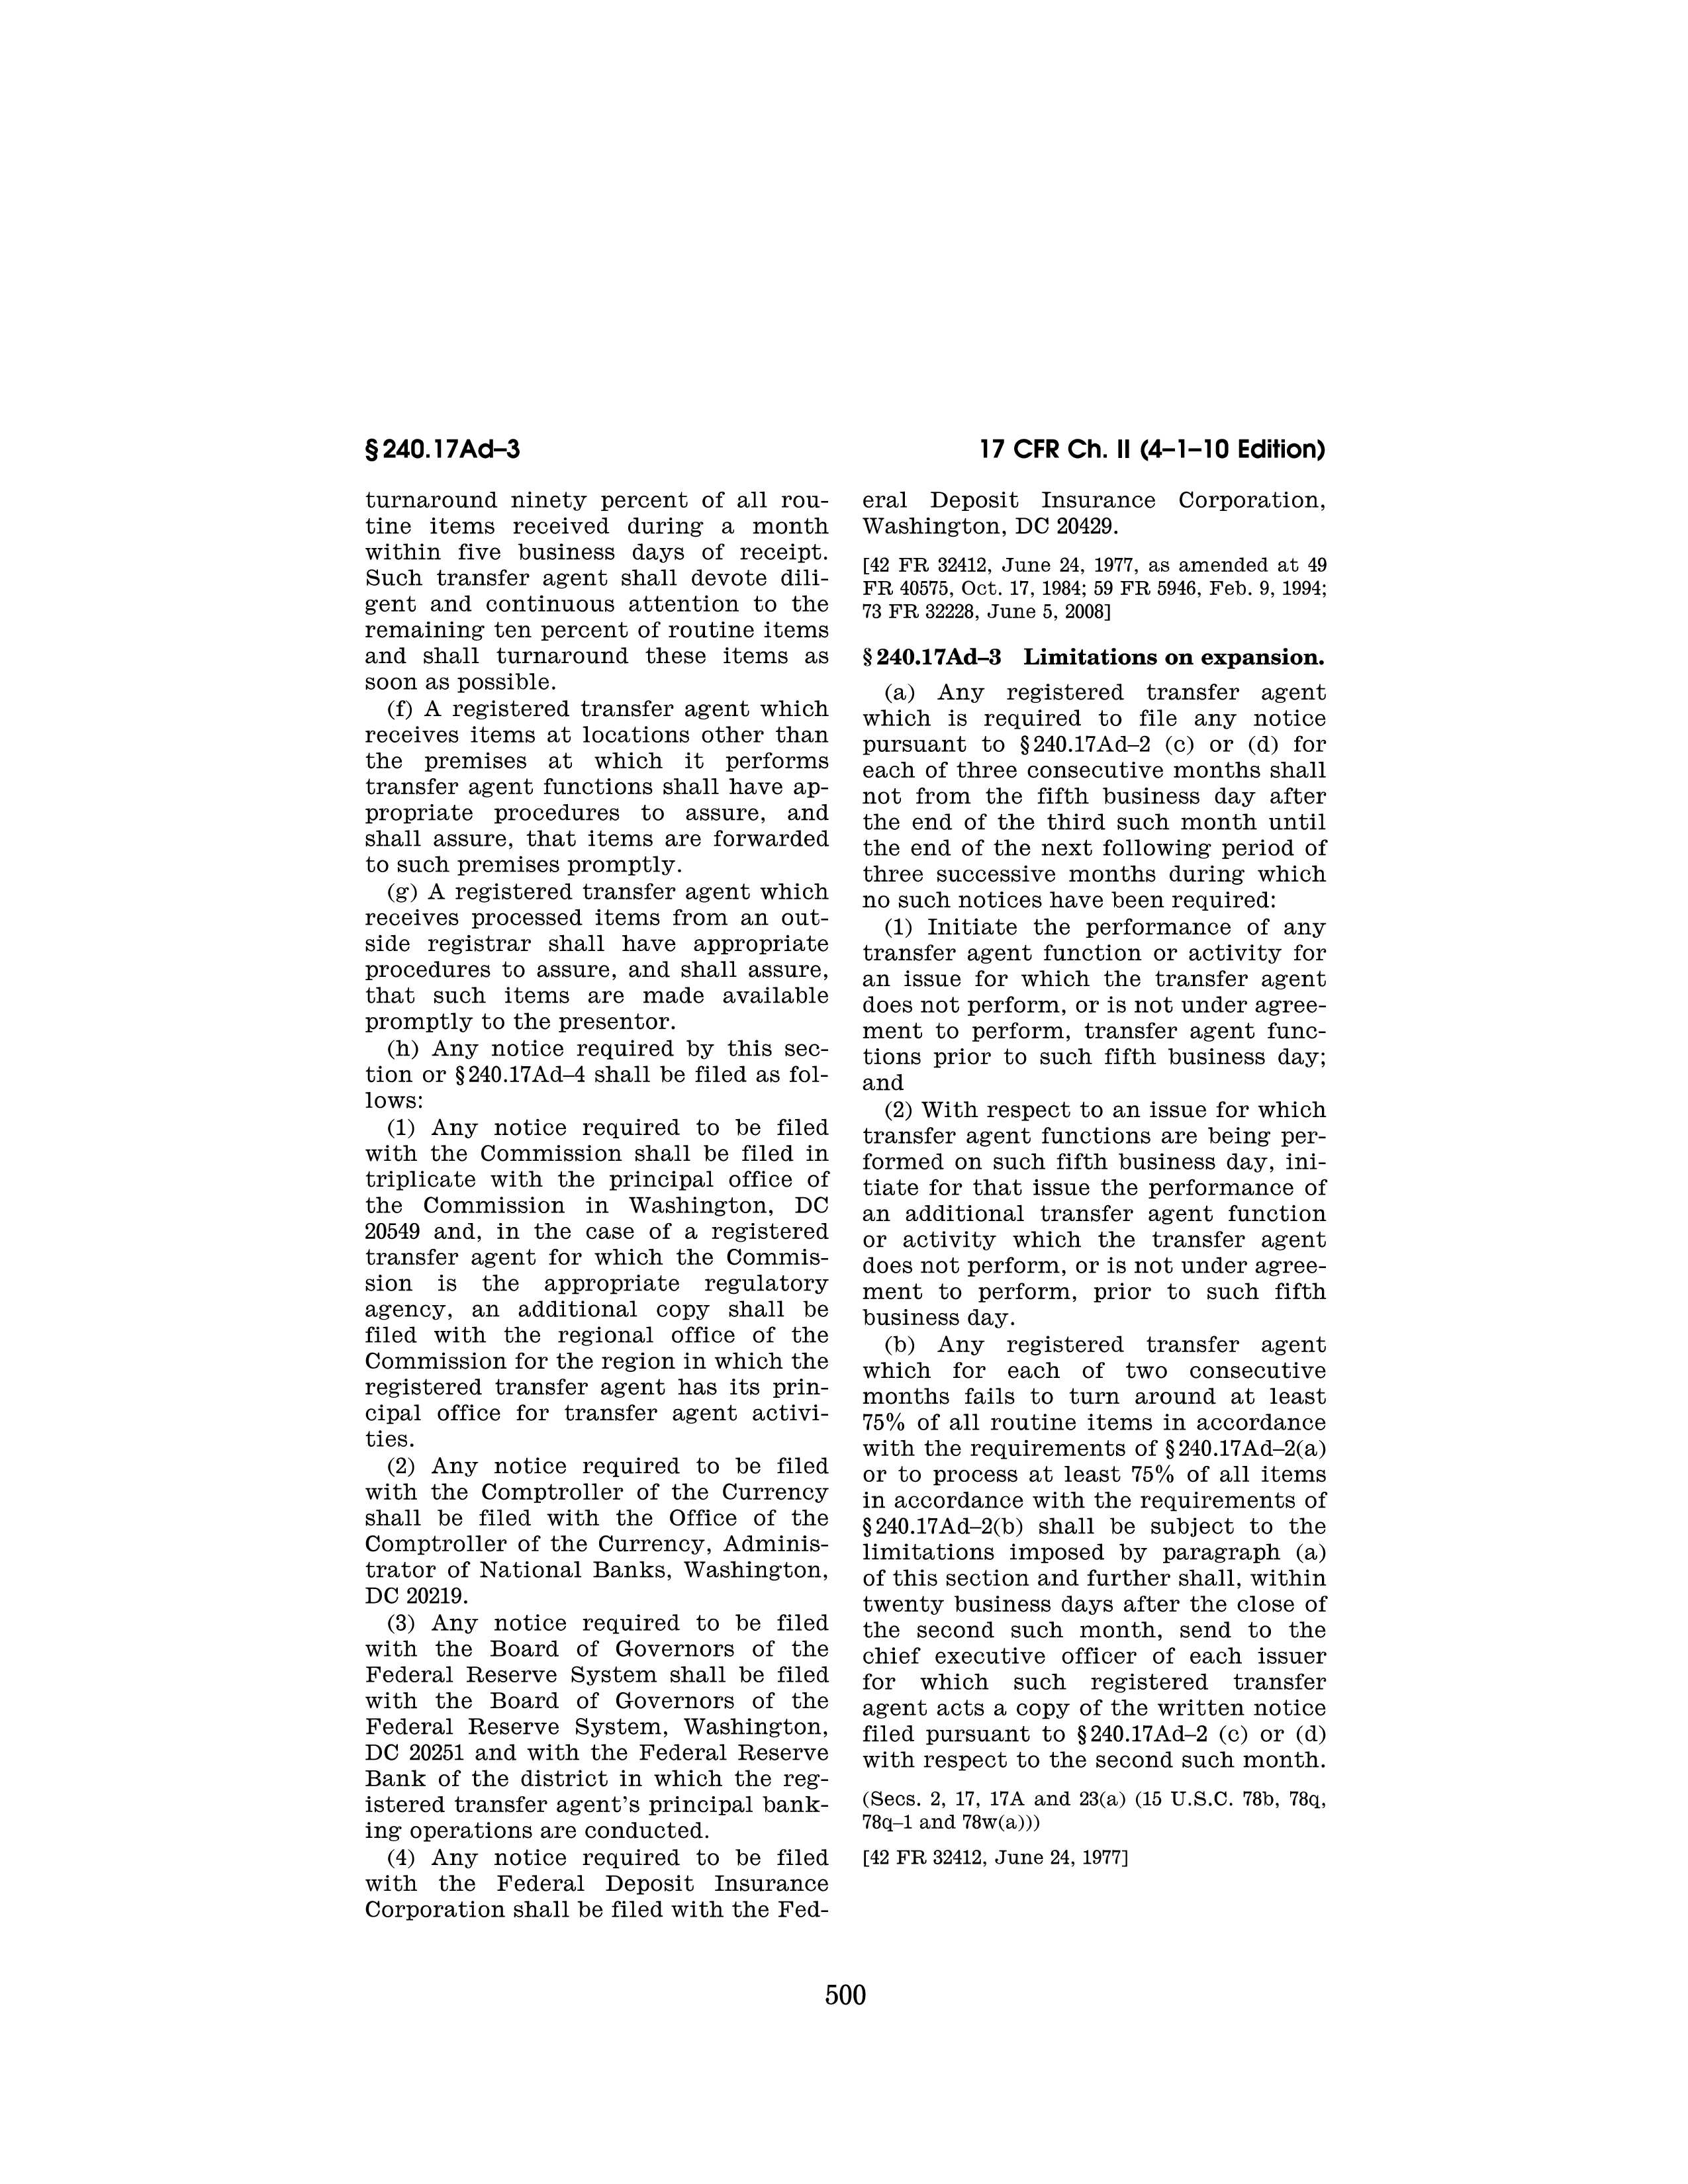 § 240.17Ad–3
17 CFR Ch. II (4–1–10 Edition)
turnaround ninety percent of all rou-
tine items received during a month
within five business days of receipt.
Such transfer agent shall devote dili-
gent and continuous attention to the
remaining ten percent of routine items
and shall turnaround these items as
soon as possible.
(f) A registered transfer agent which
receives items at locations other than
the premises at which it performs
transfer agent functions shall have ap-
propriate procedures to assure, and
shall assure, that items are forwarded
to such premises promptly.
(g) A registered transfer agent which
receives processed items from an out-
side registrar shall have appropriate
procedures to assure, and shall assure,
that such items are made available
promptly to the presentor.
(h) Any notice required by this sec-
tion or § 240.17Ad–4 shall be filed as fol-
lows:
(1) Any notice required to be filed
with the Commission shall be filed in
triplicate with the principal office of
the Commission in Washington, DC
20549 and, in the case of a registered
transfer agent for which the Commis-
sion is the appropriate regulatory
agency, an additional copy shall be
filed with the regional office of the
Commission for the region in which the
registered transfer agent has its prin-
cipal office for transfer agent activi-
ties.
(2) Any notice required to be filed
with the Comptroller of the Currency
shall be filed with the Office of the
Comptroller of the Currency, Adminis-
trator of National Banks, Washington,
DC 20219.
(3) Any notice required to be filed
with the Board of Governors of the
Federal Reserve System shall be filed
with the Board of Governors of the
Federal Reserve System, Washington,
DC 20251 and with the Federal Reserve
Bank of the district in which the reg-
istered transfer agent's principal bank-
ing operations are conducted.
(4) Any notice required to be filed
with the Federal Deposit Insurance
Corporation shall be filed with the Fed-
eral Deposit Insurance Corporation,
Washington, DC 20429.
[42 FR 32412, June 24, 1977, as amended at 49
FR 40575, Oct. 17, 1984; 59 FR 5946, Feb. 9, 1994;
73 FR 32228, June 5, 2008]
§ 240.17Ad–3 Limitations on expansion.
(a) Any registered transfer agent
which is required to file any notice
pursuant to § 240.17Ad–2 (c) or (d) for
each of three consecutive months shall
not from the fifth business day after
the end of the third such month until
the end of the next following period of
three successive months during which
no such notices have been required:
(1) Initiate the performance of any
transfer agent function or activity for
an issue for which the transfer agent
does not perform, or is not under agree-
ment to perform, transfer agent func-
tions prior to such fifth business day;
and
(2) With respect to an issue for which
transfer agent functions are being per-
formed on such fifth business day, ini-
tiate for that issue the performance of
an additional transfer agent function
or activity which the transfer agent
does not perform, or is not under agree-
ment to perform, prior to such fifth
business day.
(b) Any registered transfer agent
which for each of two consecutive
months fails to turn around at least
75% of all routine items in accordance
with the requirements of § 240.17Ad–2(a)
or to process at least 75% of all items
in accordance with the requirements of
§ 240.17Ad–2(b) shall be subject to the
limitations imposed by paragraph (a)
of this section and further shall, within
twenty business days after the close of
the second such month, send to the
chief executive officer of each issuer
for which such registered transfer
agent acts a copy of the written notice
filed pursuant to § 240.17Ad–2 (c) or (d)
with respect to the second such month.
(Secs. 2, 17, 17A and 23(a) (15 U.S.C. 78b, 78q,
78q–1 and 78w(a)))
[42 FR 32412, June 24, 1977]
500